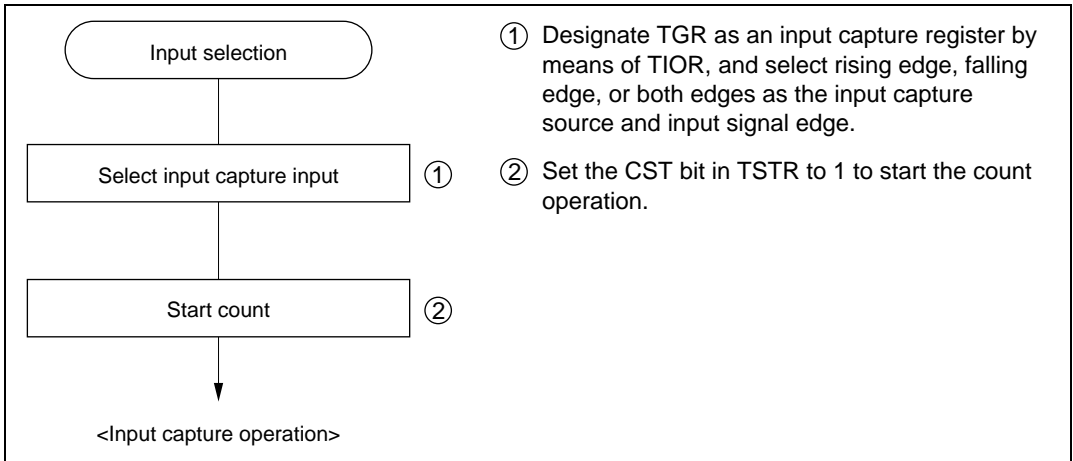 Input selection
Select input capture input
①
Start count
②
<Input capture operation>
① Designate TGR as an input capture register by
means of TIOR, and select rising edge, falling
edge, or both edges as the input capture
source and input signal edge.
② Set the CST bit in TSTR to 1 to start the count
operation.